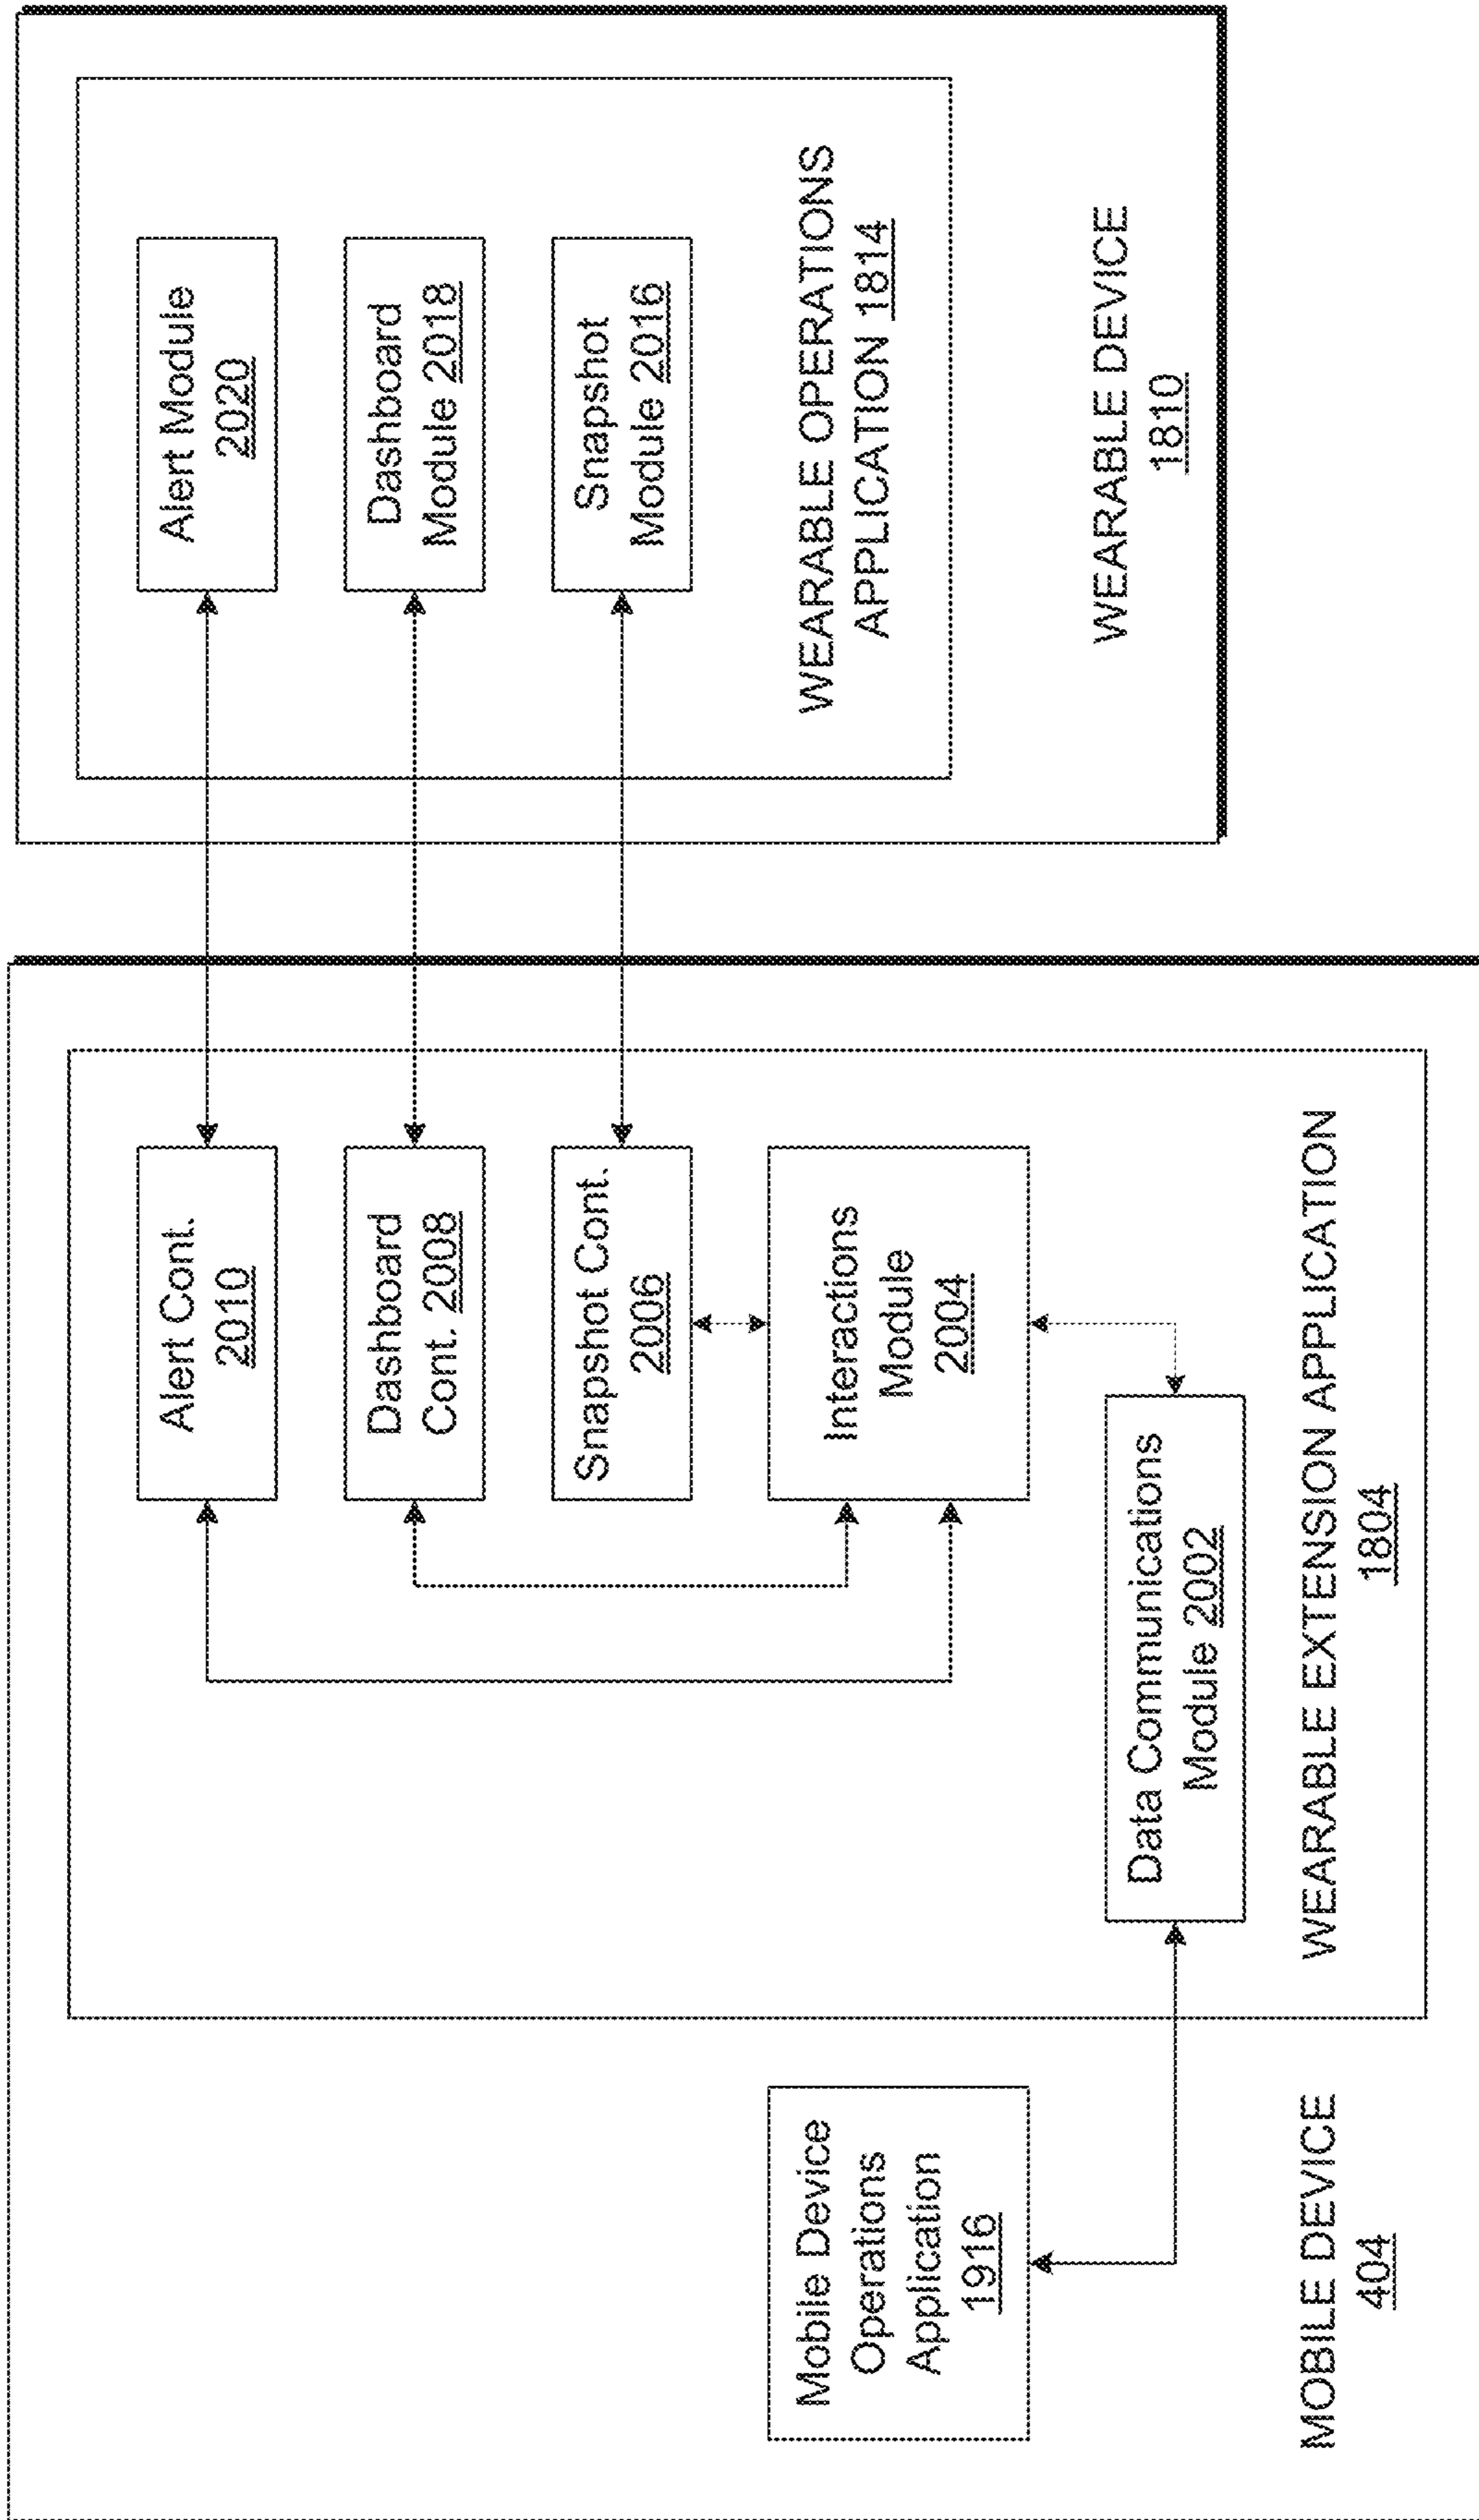 Alert Cont.
2010
Dashboard
Cont. 2008
Snapshot Cont.
2006
Interactions
Module
2004
Data Communications
Module 2002
WEARABLE EXTENSION APPLICATION
1804
Mobile Device
Operations
Application
1916
MOBILE DEVICE
404
Alert Module
2020
Dashboard
Module 2018
Snapshot
Module 2016
WEARABLE OPERATIONS
APPLICATION 1814
WEARABLE DEVICE
1810